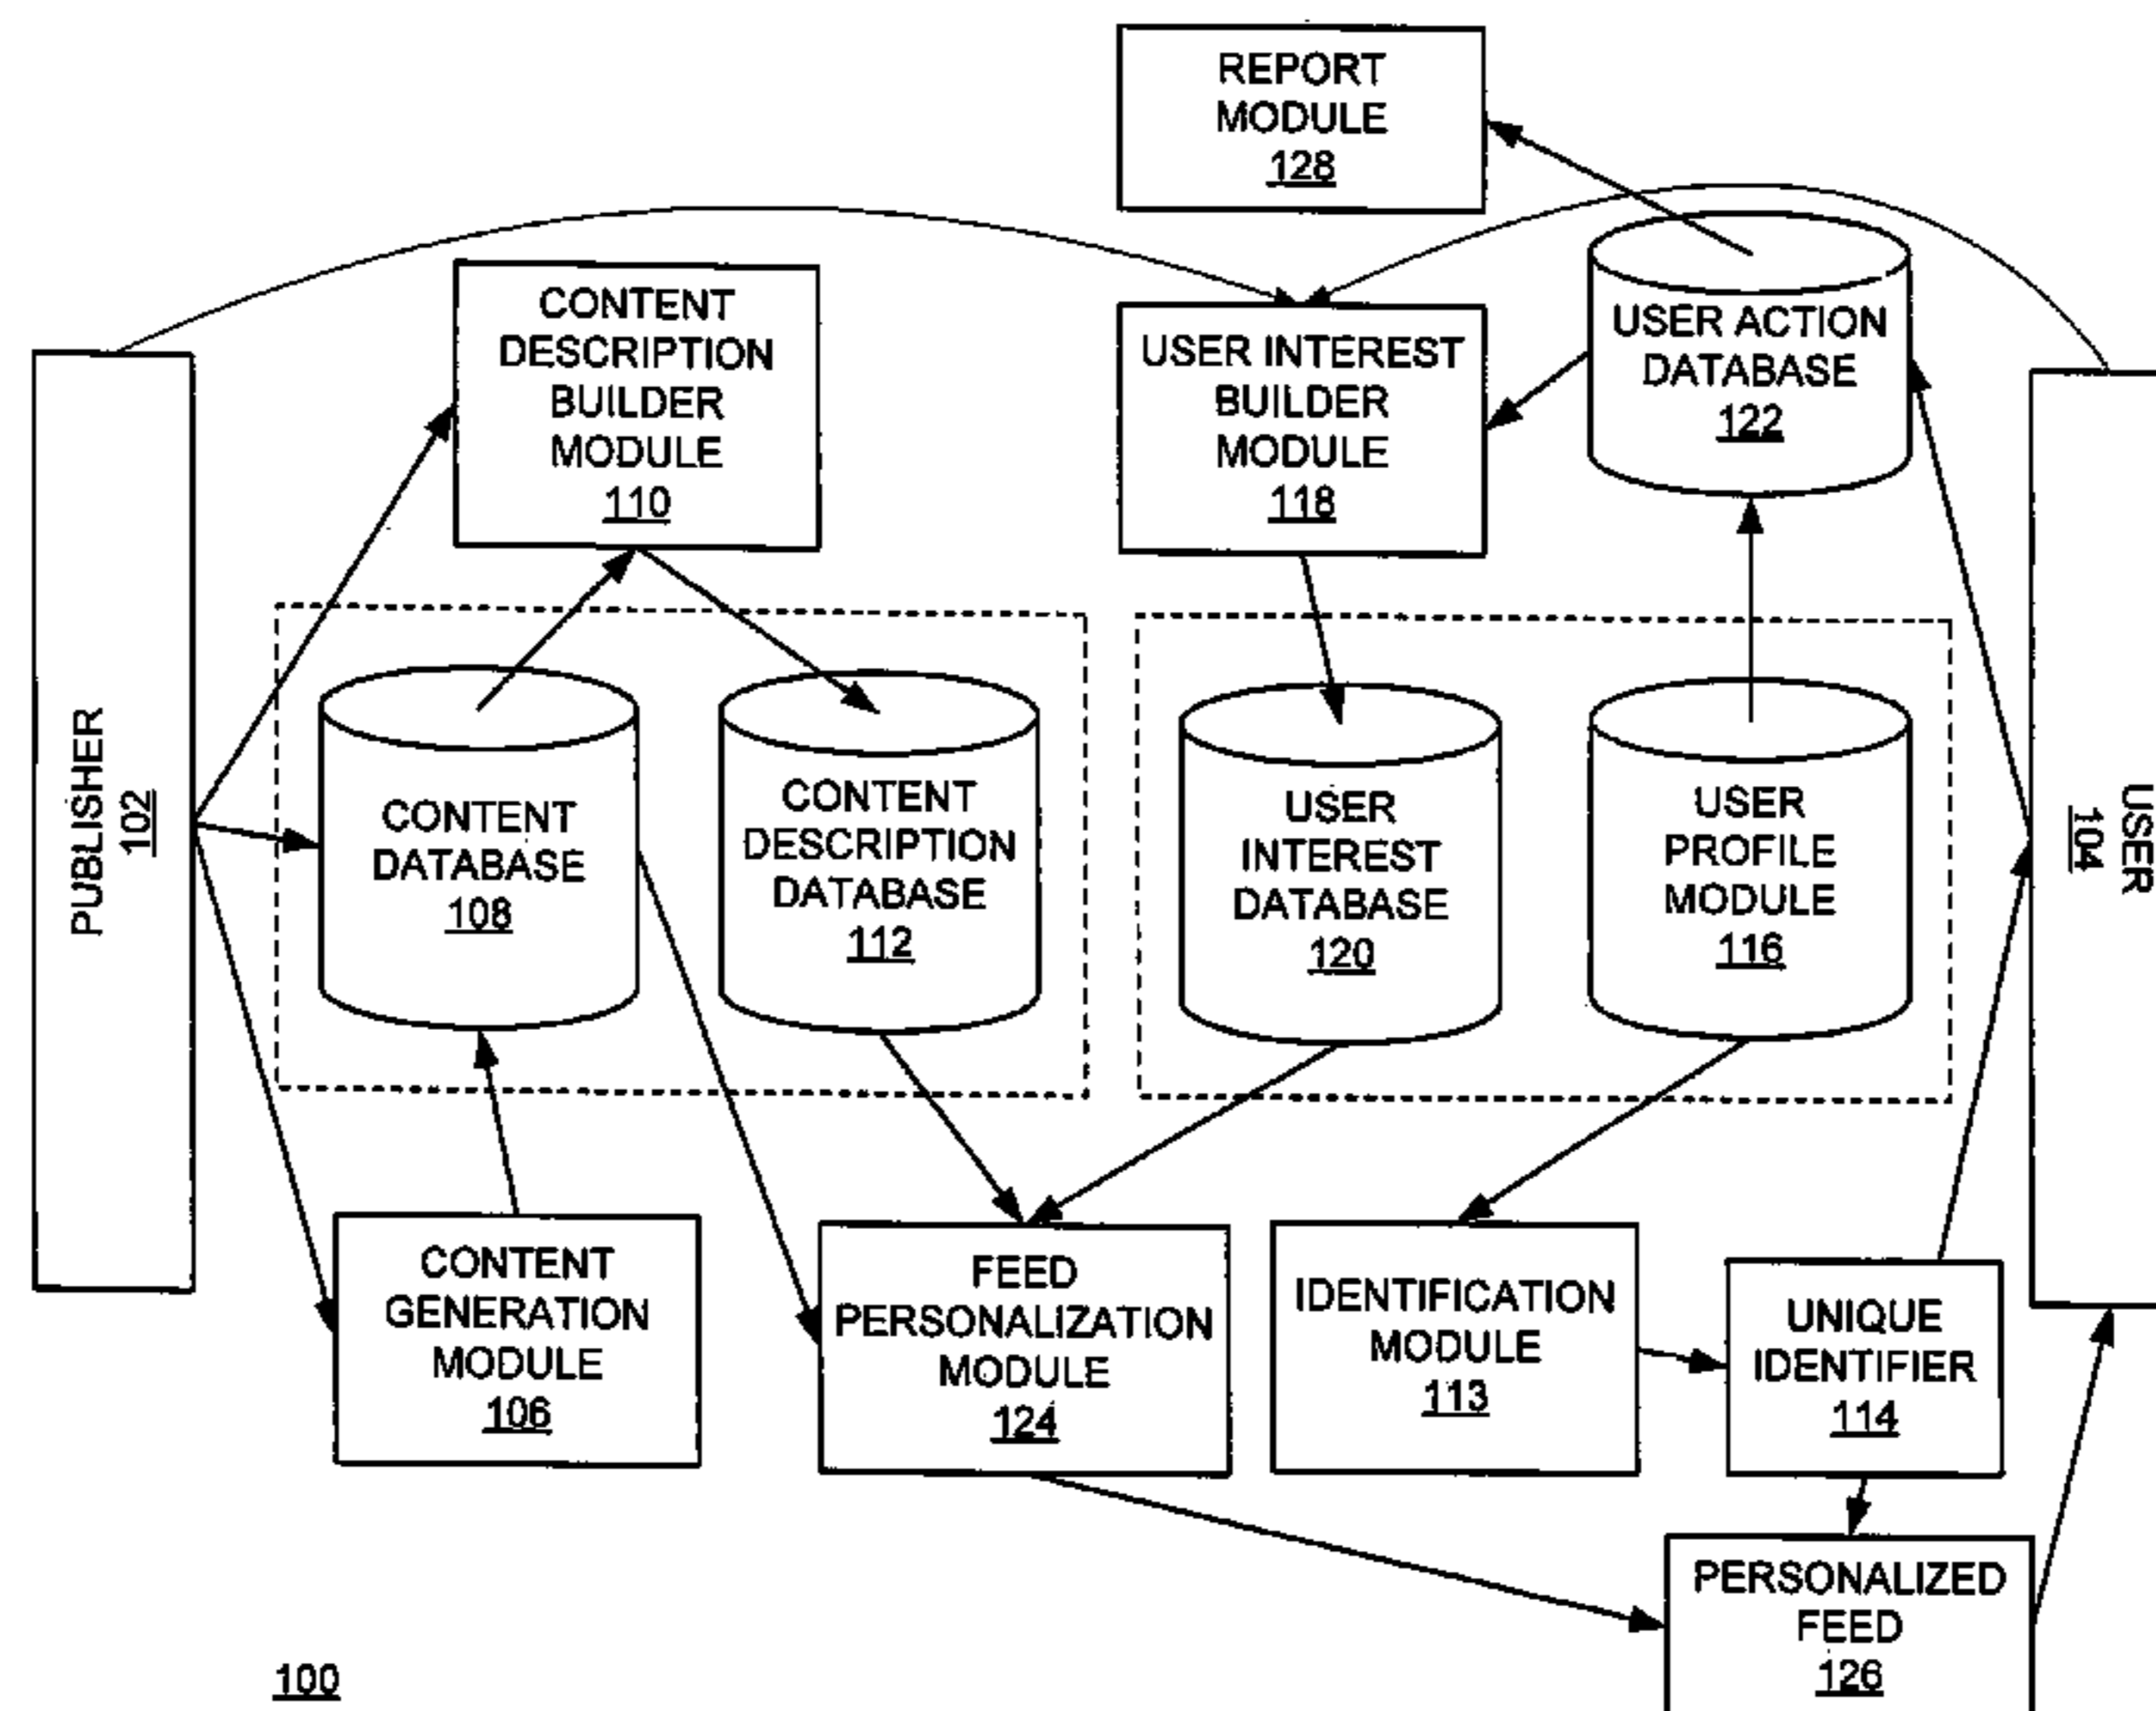 REPORT
MODULE
128
CONTENT
DESCRIPTION
BUILDER
MODULE
110
USER INTEREST
BUILDER
MODULE
118
USER ACTION
DATABASE
122
PUBLISHER
102
CONTENT
DATABASE
108
CONTENT
DESCRIPTION
DATABASE
112
USER
INTEREST
DATABASE
120
USER
PROFILE
MODULE
116
USER
104
CONTENT
GENERATION
MODULE
106
FEED
PERSONALIZATION
MODULE
124
IDENTIFICATION
MODULE
113
UNIQUE
IDENTIFIER
114
PERSONALIZED
FEED
126
100